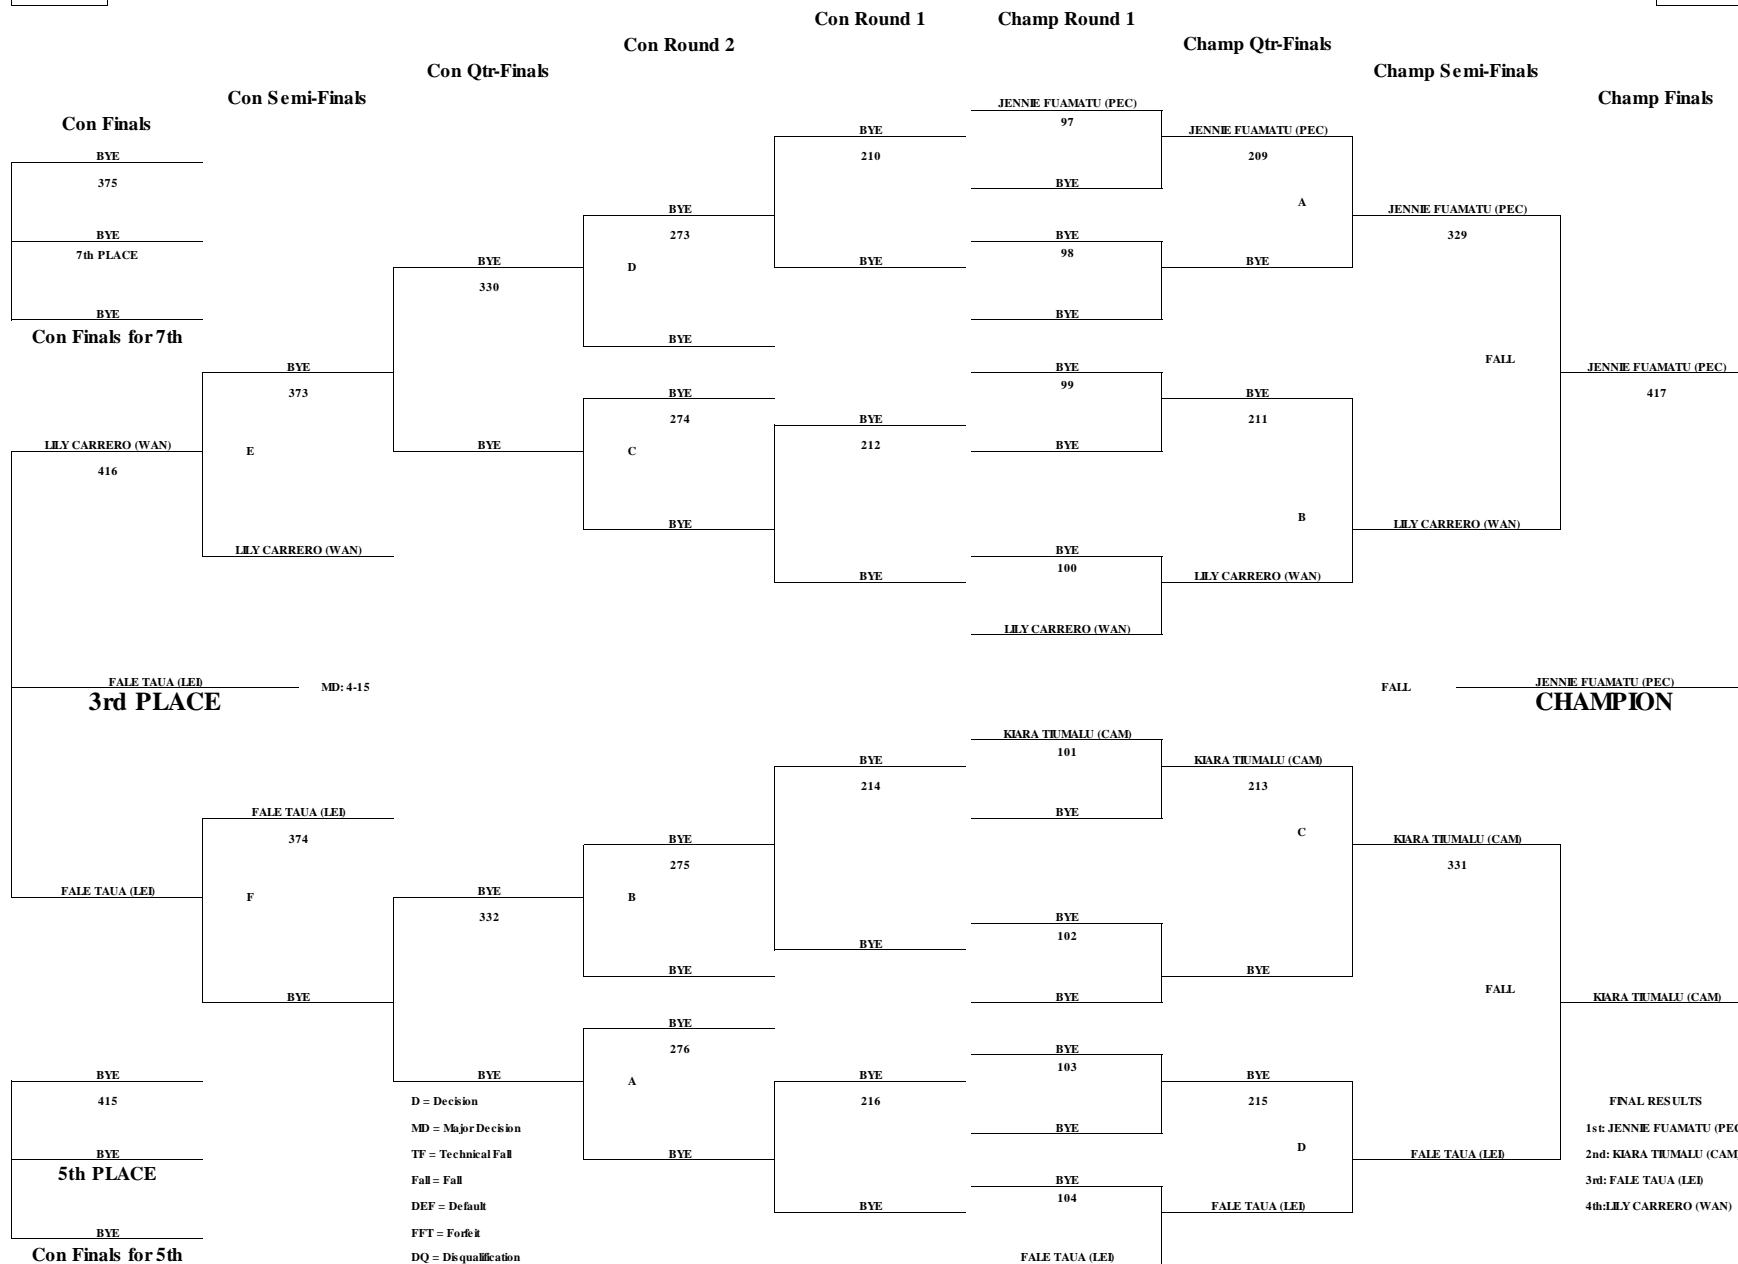 Con Round 1
Champ Round 1
Con Round 2
Champ Qtr-Finals
Con Qtr-Finals
Champ Semi-Finals
Con Semi-Finals
Champ Finals
Con Finals
JENNIE FUAMATU (PEC)
97
BYE
JENNIE FUAMATU (PEC)
BYE
210
209
375
BYE
A
BYE
JENNIE FUAMATU (PEC)
BYE
BYE
273
329
7th PLACE
98
BYE
D
BYE
BYE
330
BYE
BYE
Con Finals for 7th
BYE
FALL
BYE
BYE
JENNIE FUAMATU (PEC)
99
373
BYE
BYE
417
274
BYE
211
LILY CARRERO (WAN)
E
BYE
C
212
BYE
416
B
BYE
LILY CARRERO (WAN)
LILY CARRERO (WAN)
BYE
100
BYE
LILY CARRERO (WAN)
LILY CARRERO (WAN)
FALE TAUA (LEI)
MD: 4-15
FALL
JENNIE FUAMATU (PEC)
3rd PLACE
CHAMPION
KIARA TIUMALU (CAM)
101
BYE
KIARA TIUMALU (CAM)
214
213
FALE TAUA (LEI)
BYE
374
BYE
C
KIARA TIUMALU (CAM)
275
331
FALE TAUA (LEI)
F
BYE
B
332
BYE
102
BYE
BYE
BYE
FALL
BYE
BYE
KIARA TIUMALU (CAM)
BYE
276
BYE
103
BYE
BYE
A
BYE
BYE
415
D = Decision
216
215
FINAL RESULTS
MD = Major Decision
BYE
1st: JENNIE FUAMATU (PEC
BYE
TF = Technical Fall
BYE
D
FALE TAUA (LEI)
2nd: KIARA TIUMALU (CAM)
5th PLACE
Fall = Fall
BYE
3rd: FALE TAUA (LEI)
104
DEF = Default
BYE
FALE TAUA (LEI)
4th:LILY CARRERO (WAN)
BYE
FFT = Forfeit
Con Finals for 5th
DQ = Disqualification
FALE TAUA (LEI)